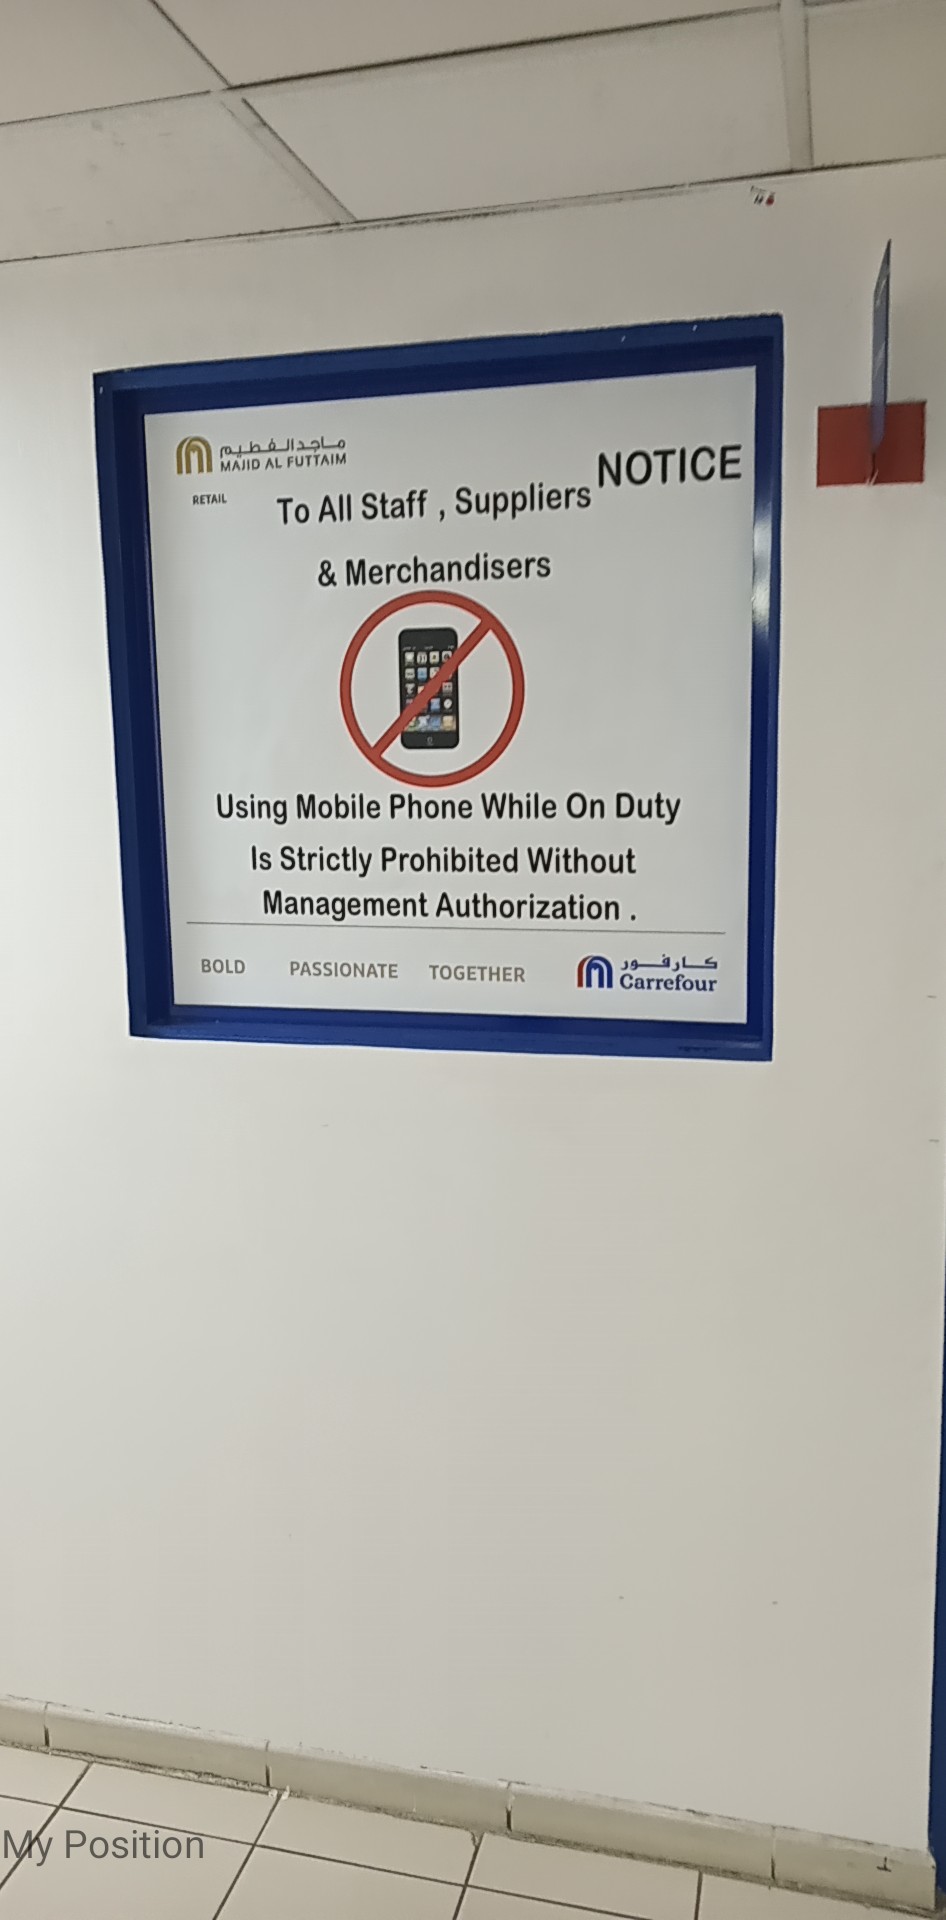 ماجد الفطيم
MAJID AL FUTTAIM
RETAIL
NOTICE
To All Staff , Suppliers
& Merchandisers
Using Mobile Phone While On Duty
Is Strictly Prohibited Without
Management Authorization .
BOLD PASSIONATE TOGETHER
كارفور
Carrefour
My Position